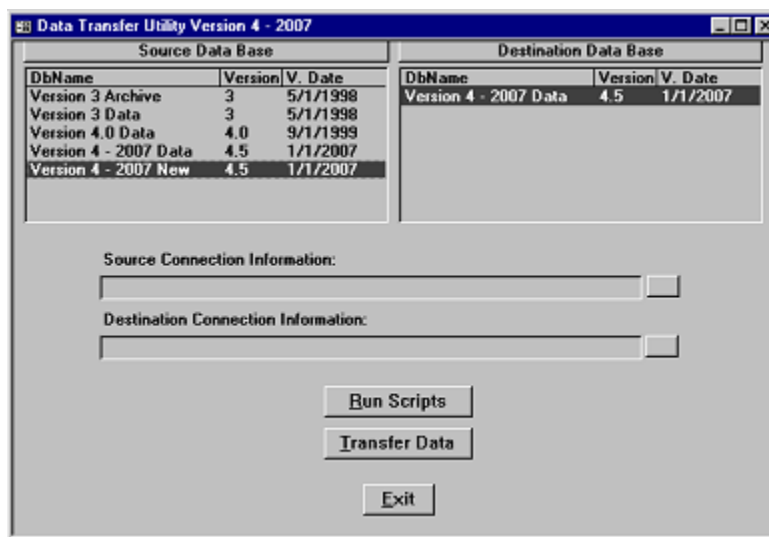 Data Transfer Utility Version 4 - 2007
Source Data Base Destination Data Base
DbName Version V. Date DbName Version V. Date
Version 3 Archive 3 5/1/1998 Version 4 - 2007 Data 4.5 1/1/2007
Version 3 Data 3 5/1/1998
Version 4.0 Data 4.0 9/1/1999
Version 4 - 2007 Data 4.5 1/1/2007
Version 4 - 2007 New 4.5 1/1/2007
Source Connection Information:
Destination Connection Information:
Run Scripts
Transfer Data
Exit